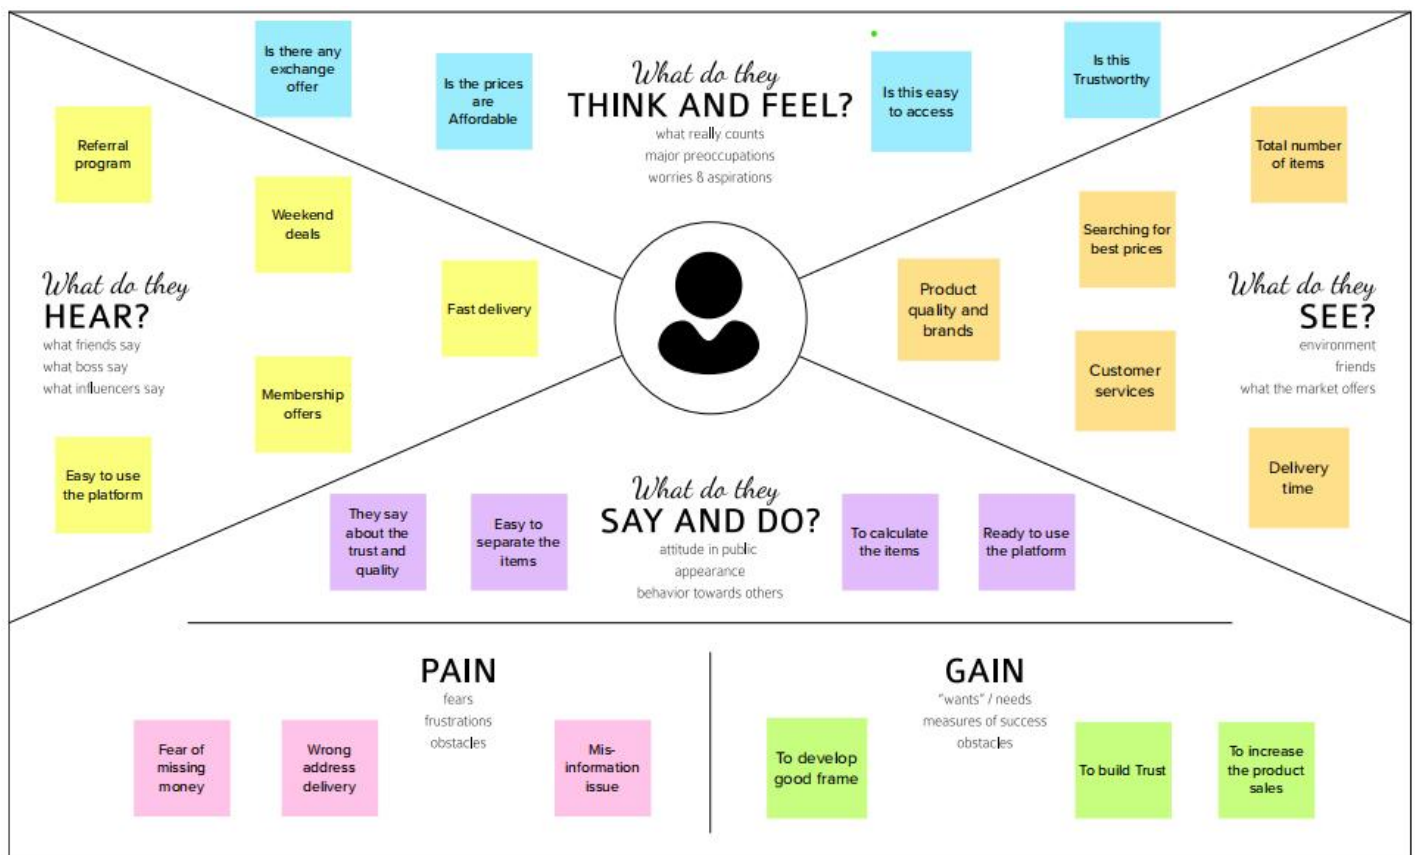 Is there any
exchange
offer
Is the prices
are
Affordable
What do they
THINK AND FEEL?
what really counts
major preoccupations
worries & aspirations
Is this easy
to access
Is this
Trustworthy
Referral
program
Weekend
deals
Fast delivery
What do they
HEAR?
what friends say
what boss say
what influencers say
Membership
offers
Easy to use
the platform
Total number
of items
Searching for
best prices
Product
quality and
brands
What do they
SEE?
environment
friends
what the market offers
Customer
services
Delivery
time
They say
about the
trust and
quality
Easy to
separate the
items
What do they
SAY AND DO?
attitude in public
appearance
behavior towards others
To calculate
the items
Ready to use
the platform
PAIN
fears
frustrations
obstacles
Fear of
missing
money
Wrong
address
delivery
Mis-
information
issue
GAIN
"wants" / needs
measures of success
obstacles
To develop
good frame
To build Trust
To increase
the product
sales